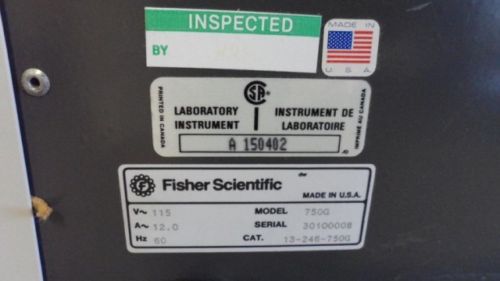 INSPECTED
BY
MADE IN
U.S.A.
PRINTED IN CANADA
SA
LABORATORY INSTRUMENT DE
INSTRUMENT LABORATOIRE
IMPRIMÉ AU CANADA
A 150402
Fisher Scientific
MADE IN U.S.A.
V~ 115 MODEL 750G
A~ 12.0 SERIAL 30100008
Hz 60 CAT. 13-246-750G